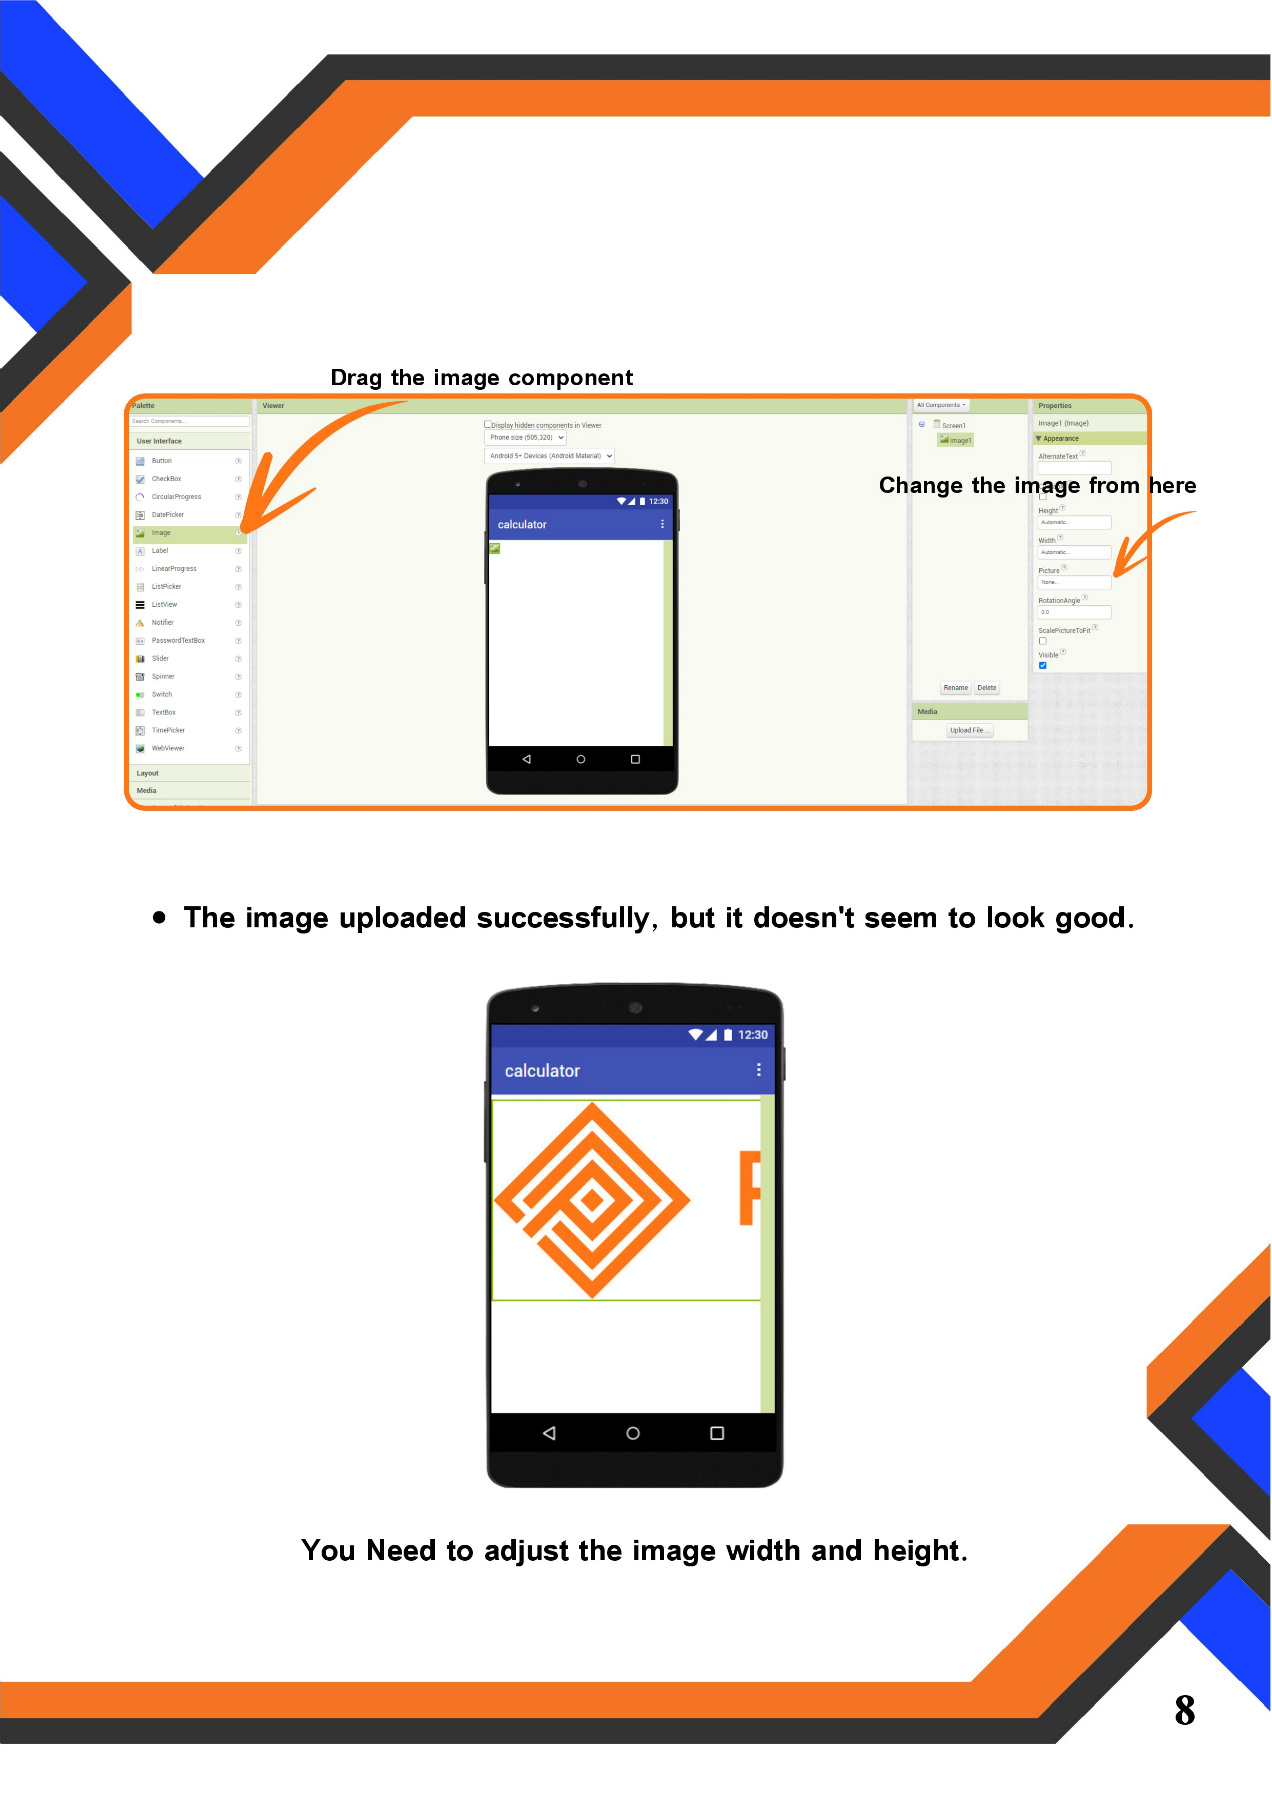 Drag the image component
Palette
Search Components...
User Interface
Button
CheckBox
CircularProgress
DatePicker
Image
Label
LinearProgress
ListPicker
ListView
Notifier
PasswordTextBox
Slider
Spinner
Switch
TextBox
TimePicker
WebViewer
Layout
Media
Viewer
Display hidden components in Viewer
Phone size (505,320)
Android 5+ Devices (Android Material)
12:30
calculator
All Components
Screen1
Image1
Rename Delete
Media
Upload File ...
Properties
Image1 (Image)
Appearance
AlternateText
Change the image from here
Height
Automatic...
Width
Automatic...
Picture
None...
RotationAngle
0.0
ScalePictureToFit
Visible
• The image uploaded successfully, but it doesn't seem to look good.
12:30
calculator
You Need to adjust the image width and height.
8